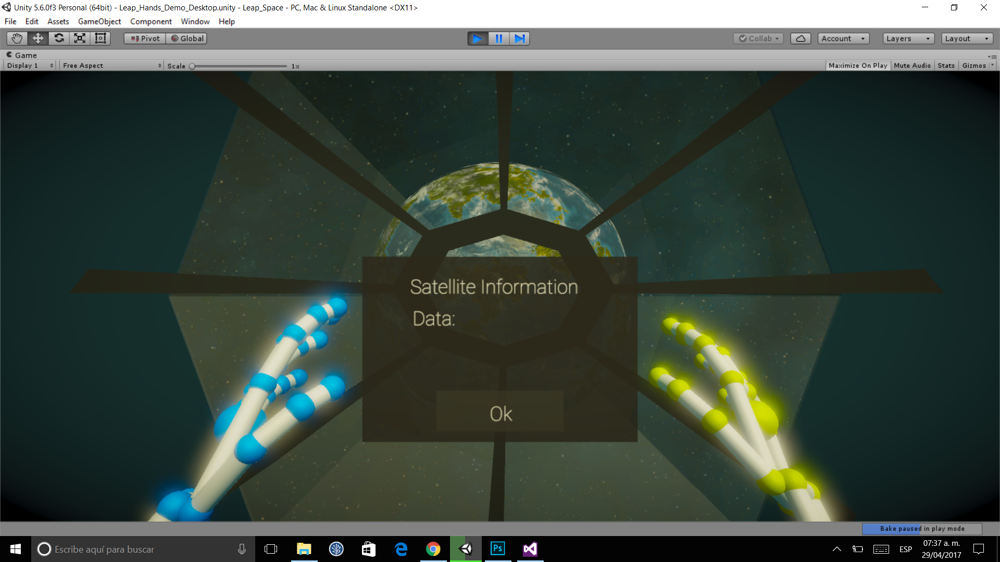 Unity 5.6.0f3 Personal (64bit) - Leap_Hands_Demo_Desktop.unity - Leap_Space - PC, Mac & Linux Standalone <DX11>
File Edit Assets GameObject Component Window Help
Pivot Global Collab Account Layers Layout
Game
Display 1 Free Aspect Scale 1x Maximize On Play Mute Audio Stats Gizmos
Satellite Information
Data:
Ok
Bake paused in play mode
Escribe aquí para buscar
Ps
ESP
07:37 a. m.
29/04/2017